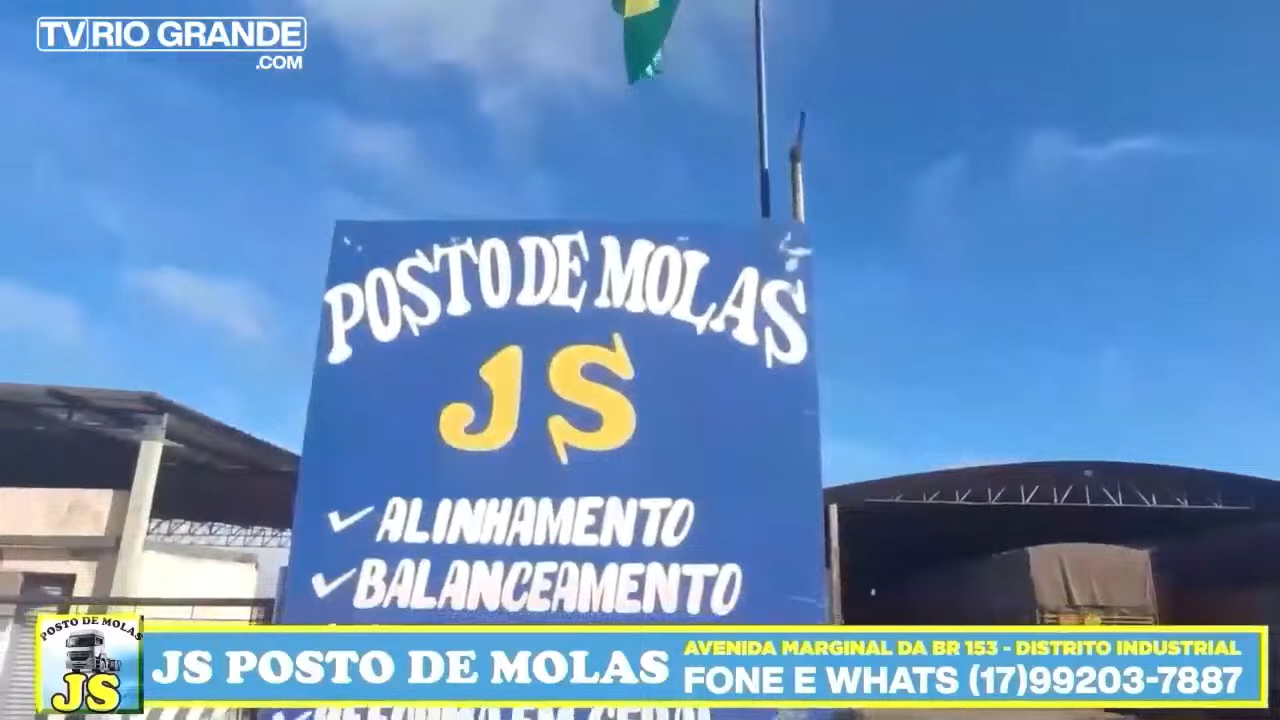 TV RIO GRANDE
.COM
POSTO DE MOLAS
JS
ALINHAMENTO
BALANCEAMENTO
POSTO DE MOLAS
JS
JS POSTO DE MOLAS
AVENIDA MARGINAL DA BR 153 - DISTRITO INDUSTRIAL
FONE E WHATS (17)99203-7887